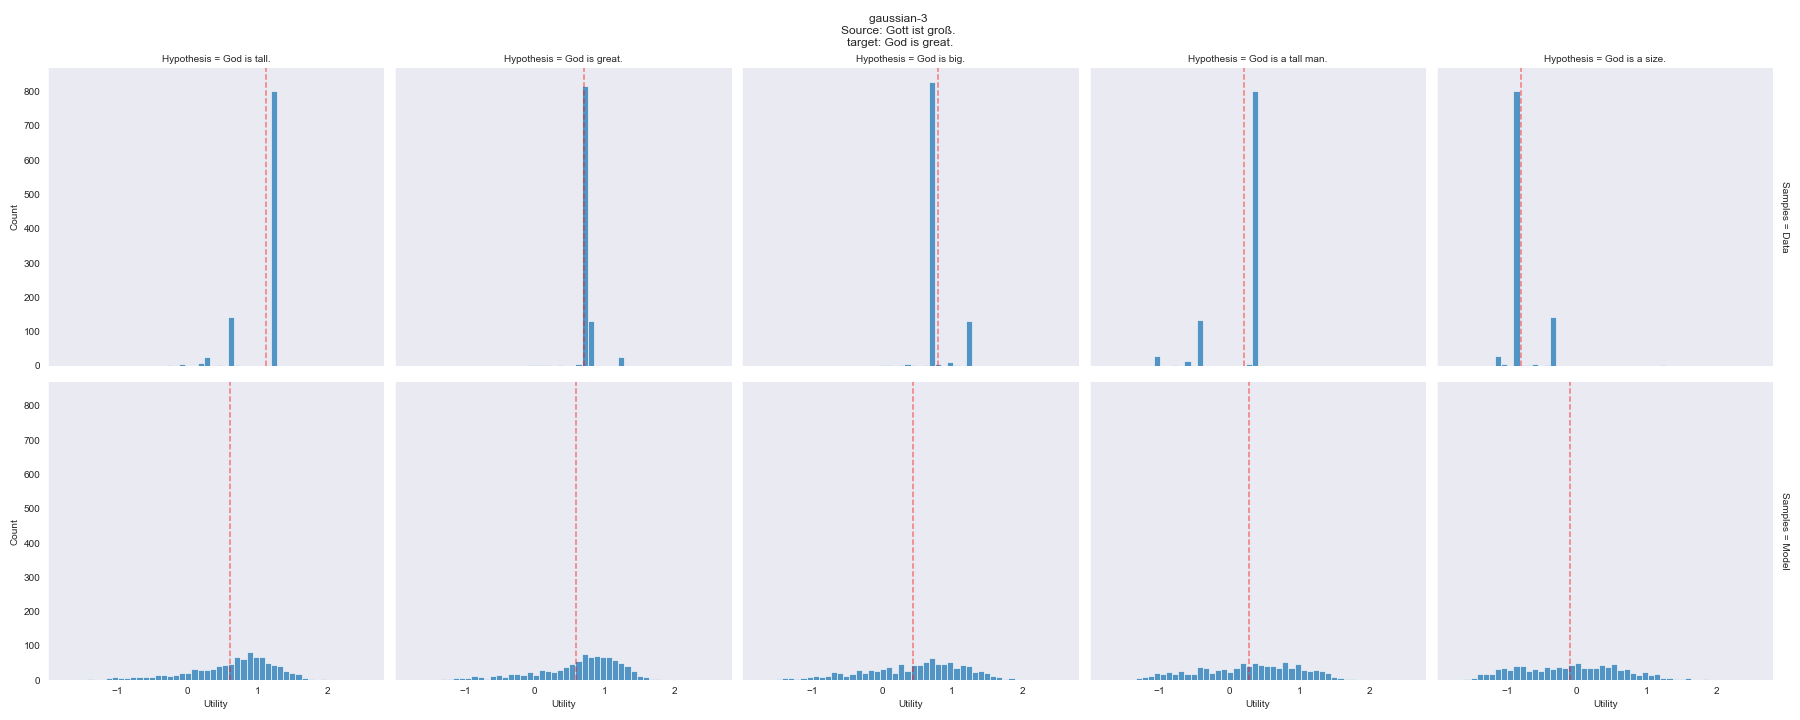 gaussian-3
Source: Gott ist groß.
target: God is great.
Hypothesis = God is tall.
Hypothesis = God is great.
Hypothesis = God is big.
Hypothesis = God is a tall man.
Hypothesis = God is a size.
800
700
600
500
400
300
200
100
0
Count
Samples = Data
800
700
600
500
400
300
200
100
0
Count
Samples = Model
−1 0 1 2
−1 0 1 2
−1 0 1 2
−1 0 1 2
−1 0 1 2
Utility
Utility
Utility
Utility
Utility